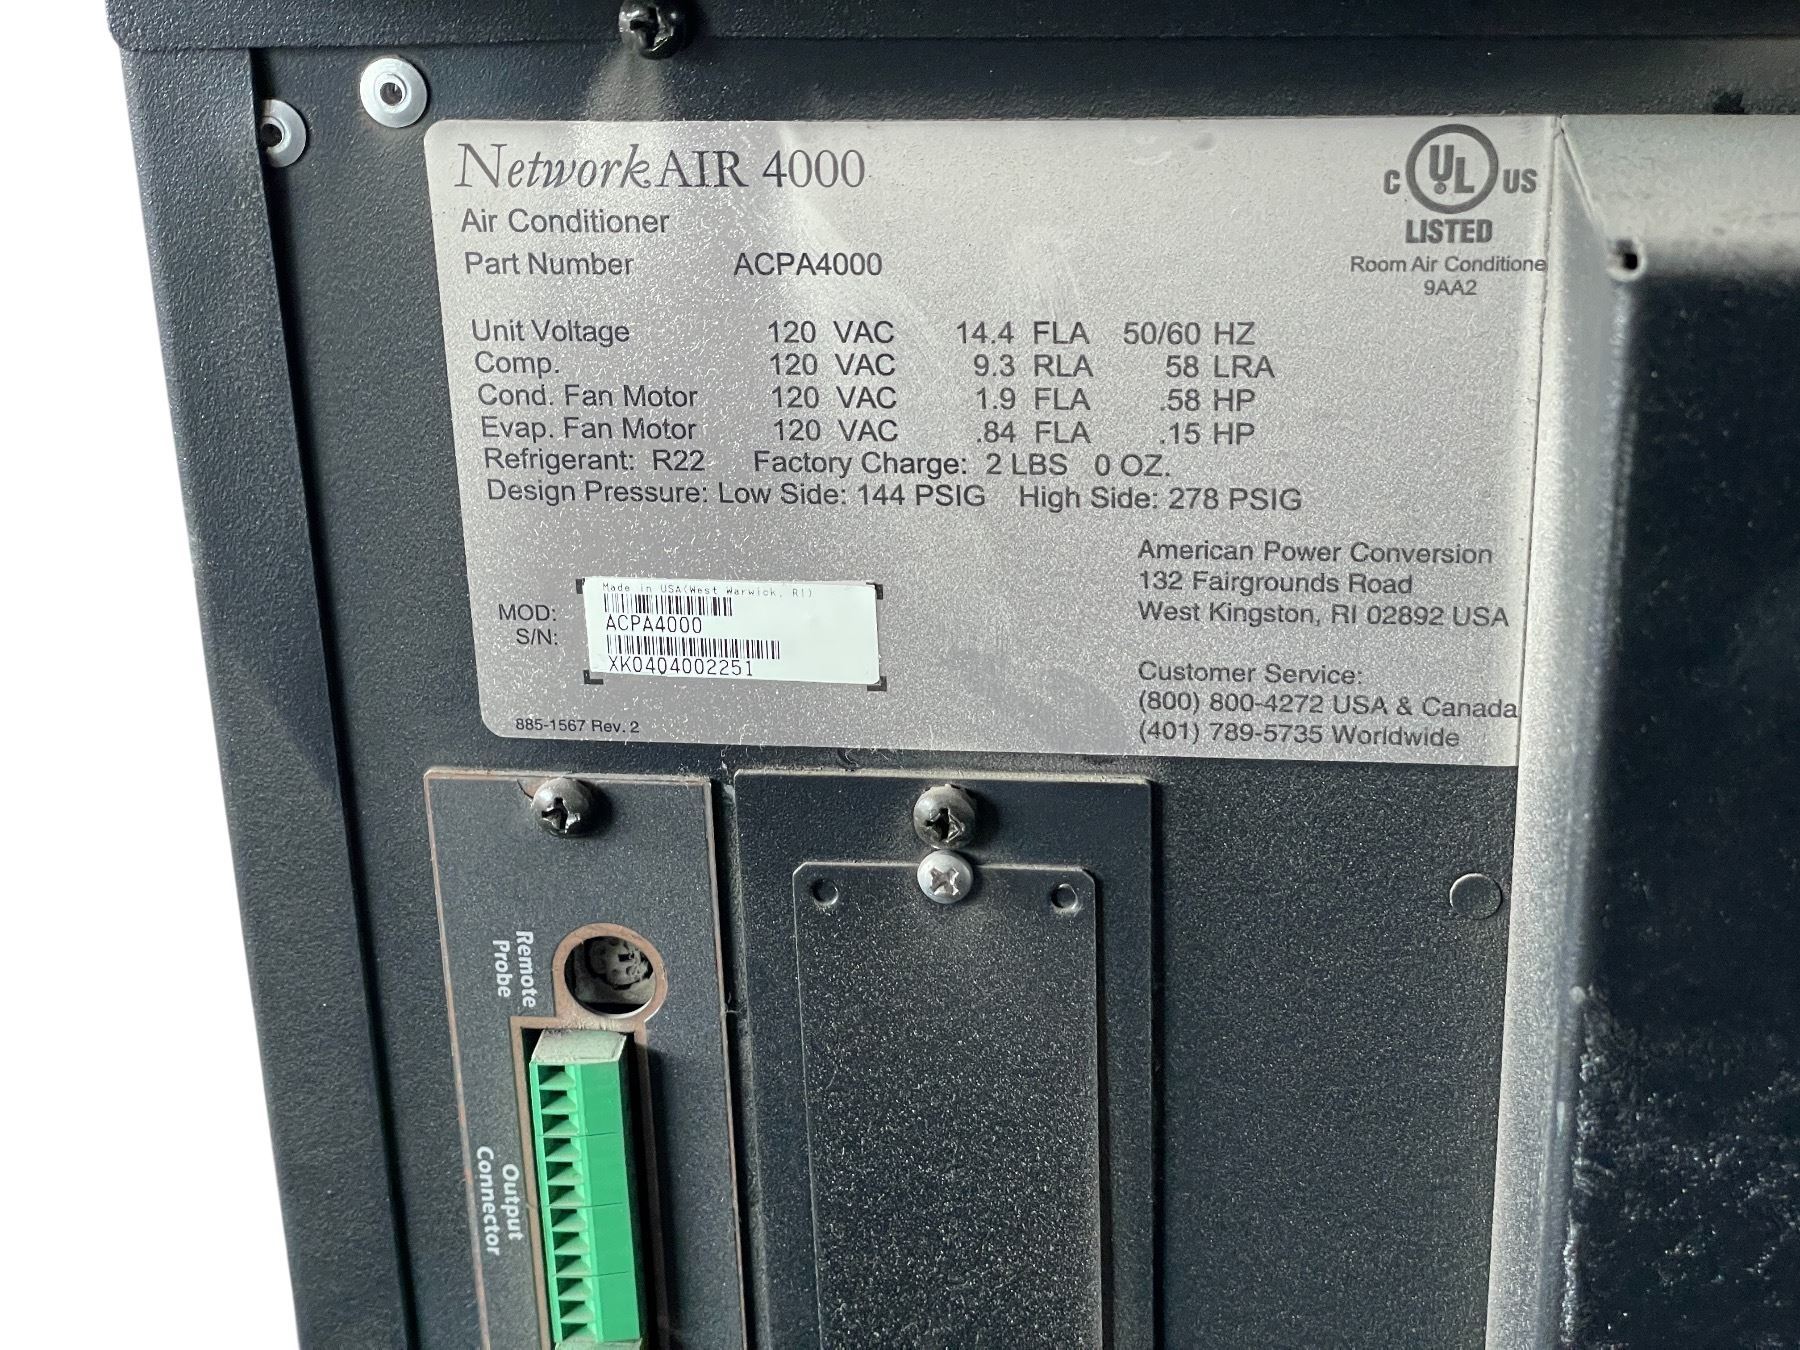 NetworkAIR 4000
Air Conditioner
Part Number ACPA4000
C UL US
LISTED
Room Air Conditione
9AA2
Unit Voltage 120 VAC 14.4 FLA 50/60 HZ
Comp. 120 VAC 9.3 RLA 58 LRA
Cond. Fan Motor 120 VAC 1.9 FLA .58 HP
Evap. Fan Motor 120 VAC .84 FLA .15 HP
Refrigerant: R22 Factory Charge: 2 LBS 0 OZ.
Design Pressure: Low Side: 144 PSIG High Side: 278 PSIG
American Power Conversion
132 Fairgrounds Road
West Kingston, RI 02892 USA
Made in USA(West Warwick, RI)
MOD: ACPA4000
S/N: XK0404002251
Customer Service:
(800) 800-4272 USA & Canada
(401) 789-5735 Worldwide
885-1567 Rev. 2
Remote
Probe
Output
Connector